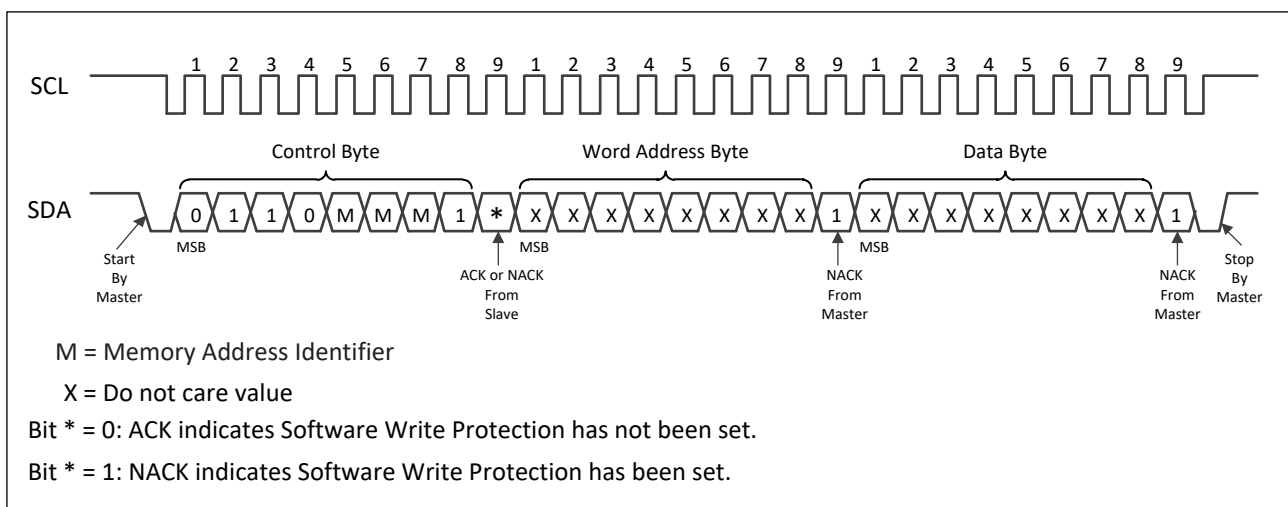 1 2 3 4 5 6 7 8 9 1 2 3 4 5 6 7 8 9 1 2 3 4 5 6 7 8 9
SCL
Control Byte Word Address Byte Data Byte
SDA 0 1 1 0 M M M 1 * X X X X X X X X 1 X X X X X X X X 1
MSB MSB MSB
Start
By
Master
ACK or NACK
From
Slave
NACK
From
Master
NACK
From
Master
Stop
By
Master
M = Memory Address Identifier
X = Do not care value
Bit * = 0: ACK indicates Software Write Protection has not been set.
Bit * = 1: NACK indicates Software Write Protection has been set.